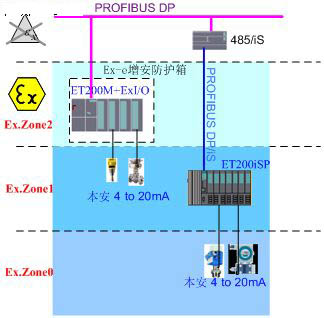 PROFIBUS DP
485/iS
Ex-e增安防护箱
ET200M+ExI/O
Ex
Ex.Zone2
PROFIBUS DP/iS
ET200iSP
Ex.Zone1
本安 4 to 20mA
Ex.Zone0
本安 4 to 20mA